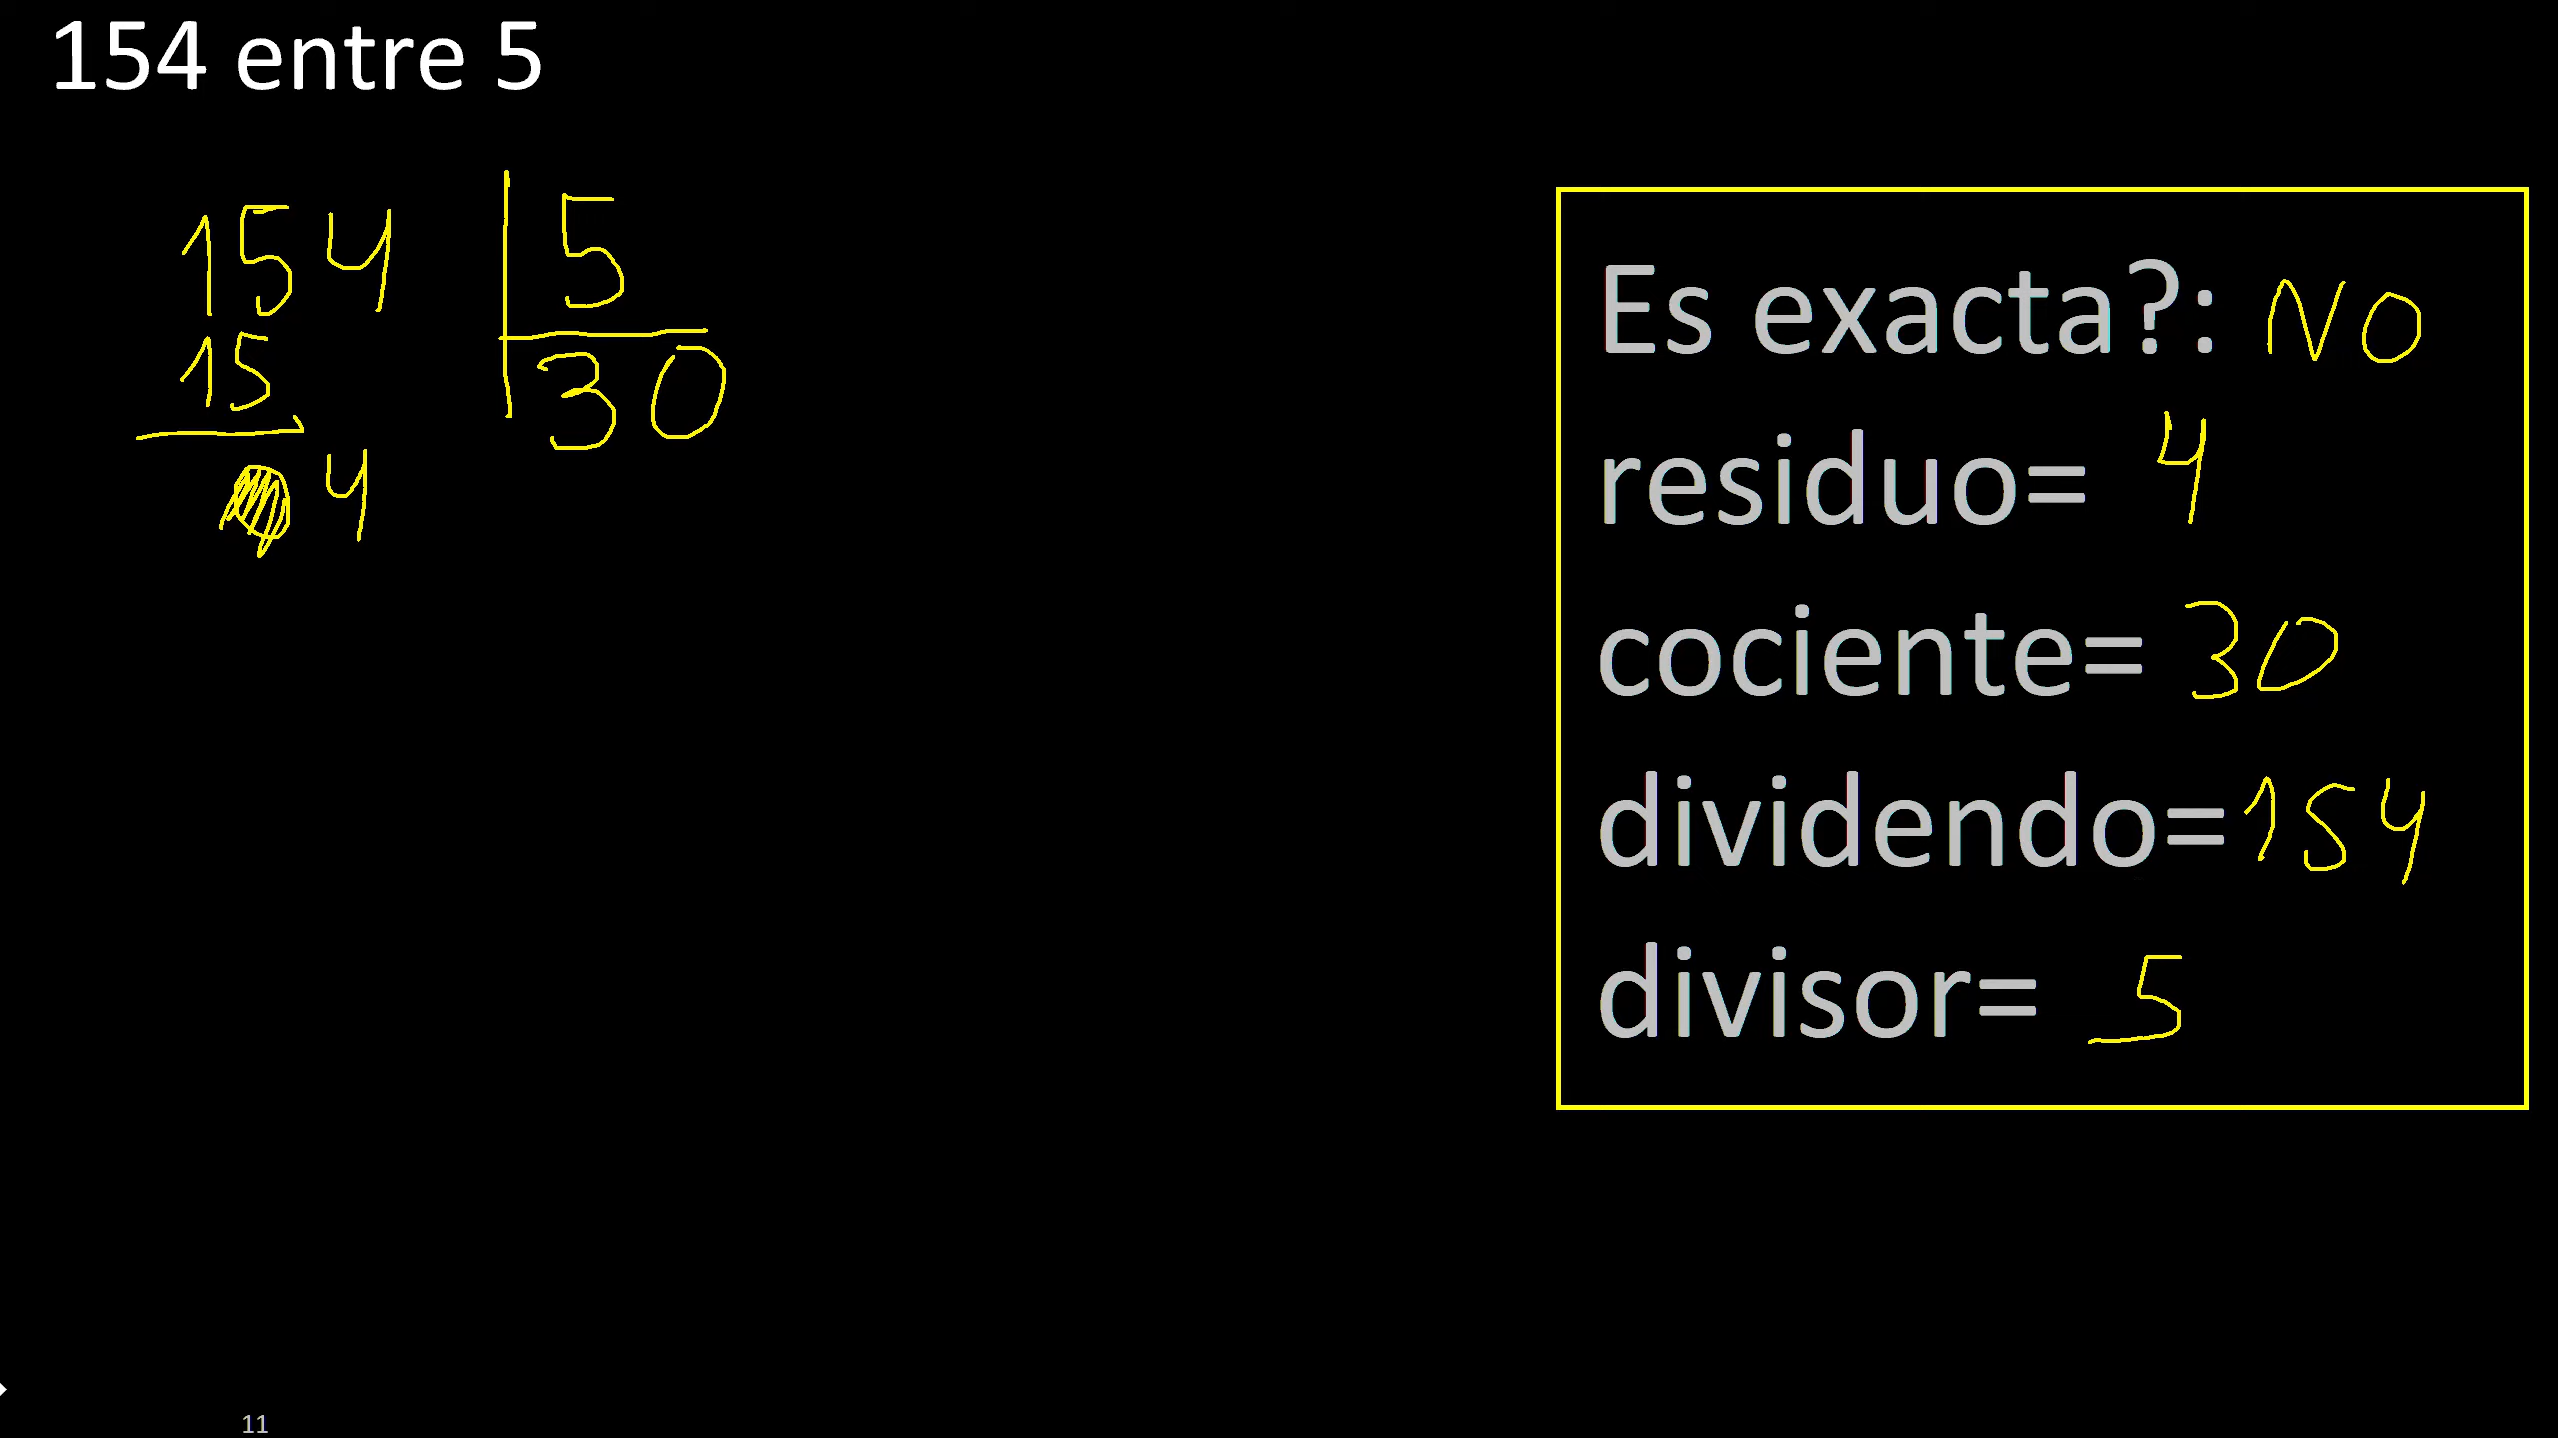 154 entre 5
154 5
15 30
4
Es exacta?: NO
residuo= 4
cociente= 30
dividendo=154
divisor= 5
11